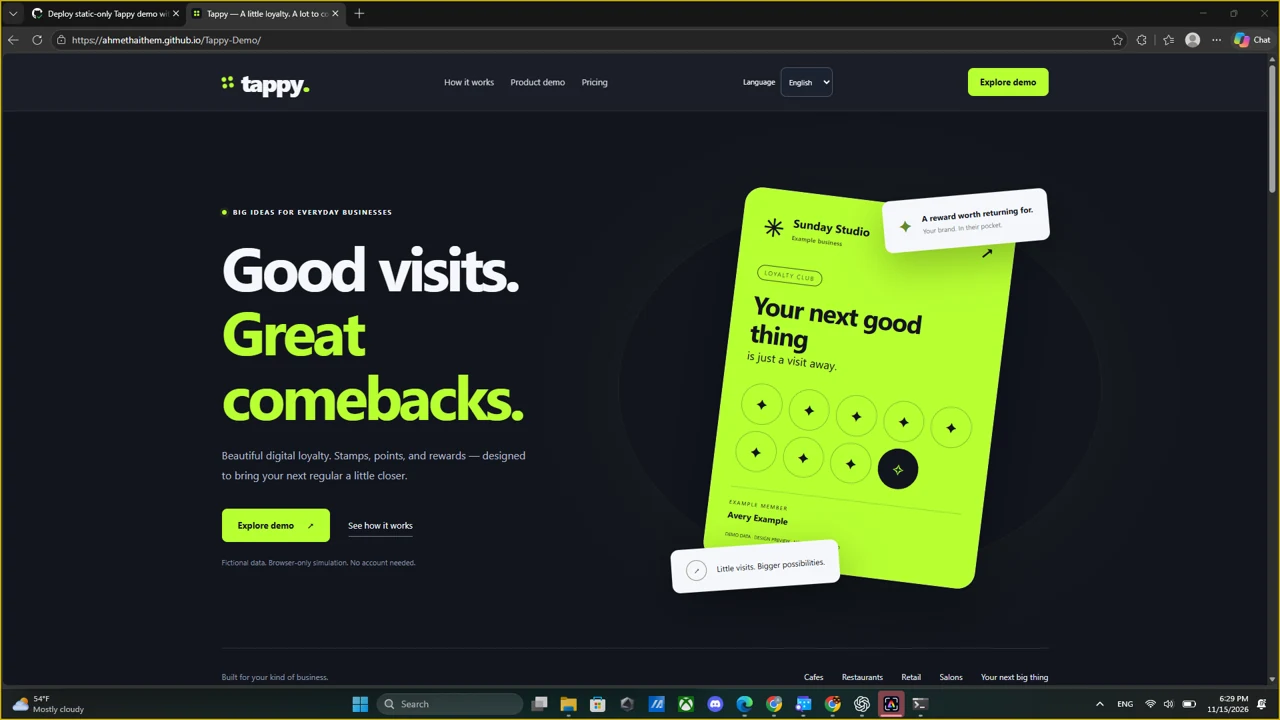 Deploy static-only Tappy demo wi
Tappy — A little loyalty. A lot to co
https://ahmethaithem.github.io/Tappy-Demo/
Chat
tappy.
How it works
Product demo
Pricing
Language
English
Explore demo
BIG IDEAS FOR EVERYDAY BUSINESSES
Good visits.
Great
comebacks.
Beautiful digital loyalty. Stamps, points, and rewards — designed
to bring your next regular a little closer.
Explore demo
See how it works
Fictional data. Browser-only simulation. No account needed.
Sunday Studio
Example business
A reward worth returning for.
Your brand. In their pocket.
LOYALTY CLUB
Your next good
thing
is just a visit away.
EXAMPLE MEMBER
Avery Example
DEMO DATA · DESIGN PREVIEW
Little visits. Bigger possibilities.
Built for your kind of business.
Cafes
Restaurants
Retail
Salons
Your next big thing
54°F
Mostly cloudy
Search
ENG
6:29 PM
11/15/2026